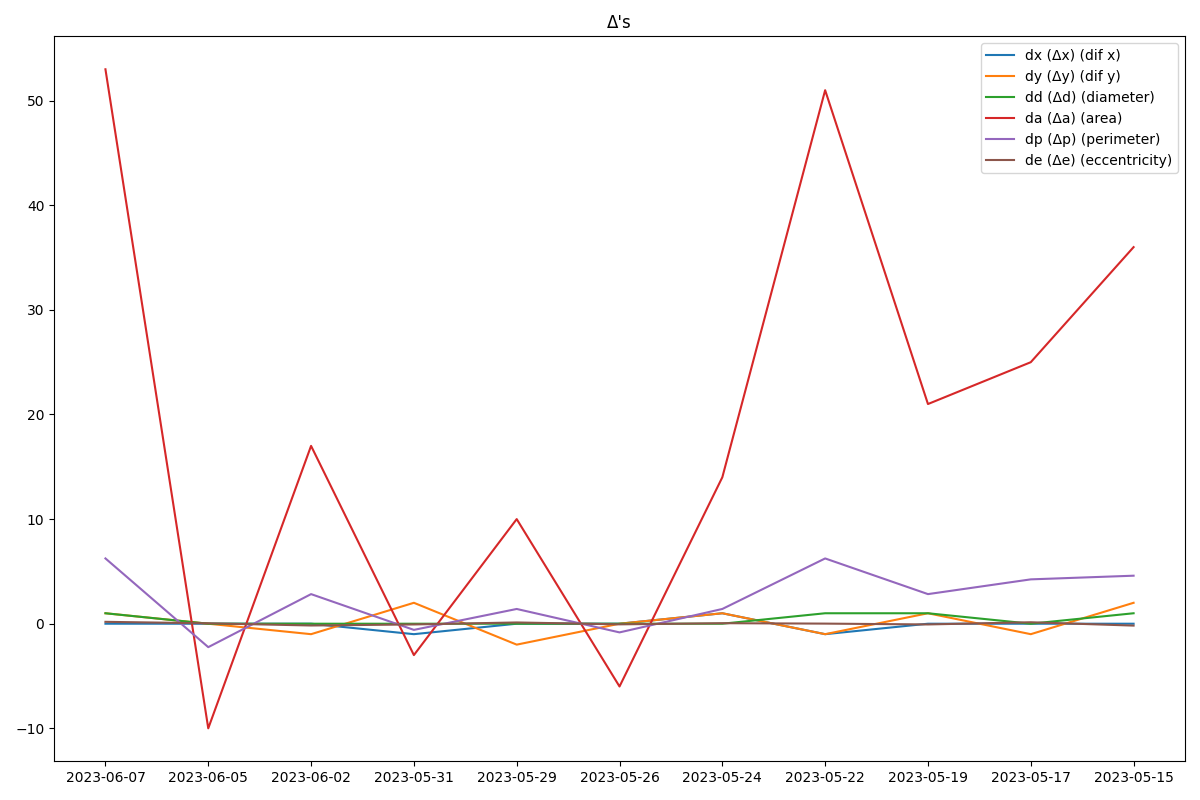 Δ's
dx (Δx) (dif x)
dy (Δy) (dif y)
dd (Δd) (diameter)
da (Δa) (area)
dp (Δp) (perimeter)
de (Δe) (eccentricity)
50
40
30
20
10
0
−10
2023-06-07 2023-06-05 2023-06-02 2023-05-31 2023-05-29 2023-05-26 2023-05-24 2023-05-22 2023-05-19 2023-05-17 2023-05-15